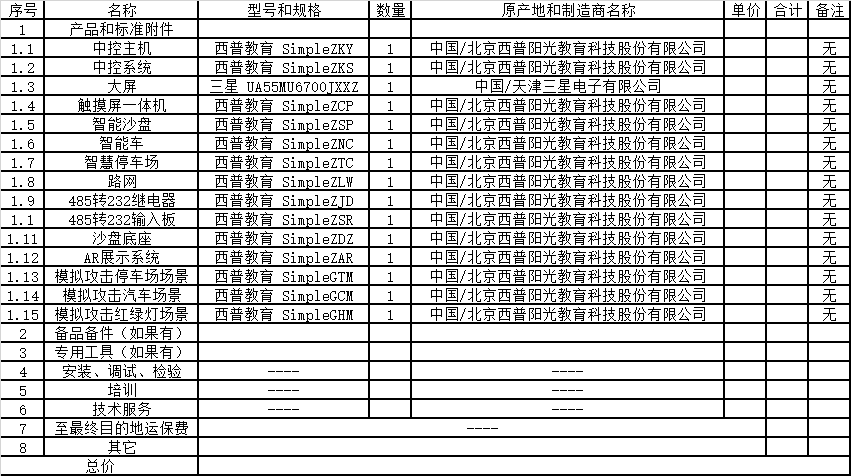 序号 名称 型号和规格 数量 原产地和制造商名称 单价 合计 备注
1 产品和标准附件
1.1 中控主机 西普教育 SimpleZKY 1 中国/北京西普阳光教育科技股份有限公司 无
1.2 中控系统 西普教育 SimpleZKS 1 中国/北京西普阳光教育科技股份有限公司 无
1.3 大屏 三星 UA55MU6700JXXZ 1 中国/天津三星电子有限公司 无
1.4 触摸屏一体机 西普教育 SimpleZCP 1 中国/北京西普阳光教育科技股份有限公司 无
1.5 智能沙盘 西普教育 SimpleZSP 1 中国/北京西普阳光教育科技股份有限公司 无
1.6 智能车 西普教育 SimpleZNC 1 中国/北京西普阳光教育科技股份有限公司 无
1.7 智慧停车场 西普教育 SimpleZTC 1 中国/北京西普阳光教育科技股份有限公司 无
1.8 路网 西普教育 SimpleZLW 1 中国/北京西普阳光教育科技股份有限公司 无
1.9 485转232继电器 西普教育 SimpleZJD 1 中国/北京西普阳光教育科技股份有限公司 无
1.1 485转232输入板 西普教育 SimpleZSR 1 中国/北京西普阳光教育科技股份有限公司 无
1.11 沙盘底座 西普教育 SimpleZDZ 1 中国/北京西普阳光教育科技股份有限公司 无
1.12 AR展示系统 西普教育 SimpleZAR 1 中国/北京西普阳光教育科技股份有限公司 无
1.13 模拟攻击停车场场景 西普教育 SimpleGTM 1 中国/北京西普阳光教育科技股份有限公司 无
1.14 模拟攻击汽车场景 西普教育 SimpleGCM 1 中国/北京西普阳光教育科技股份有限公司 无
1.15 模拟攻击红绿灯场景 西普教育 SimpleGHM 1 中国/北京西普阳光教育科技股份有限公司 无
2 备品备件（如果有）
3 专用工具（如果有）
4 安装、调试、检验 ---- ----
5 培训 ---- ----
6 技术服务 ---- ----
7 至最终目的地运保费 ----
8 其它
总价